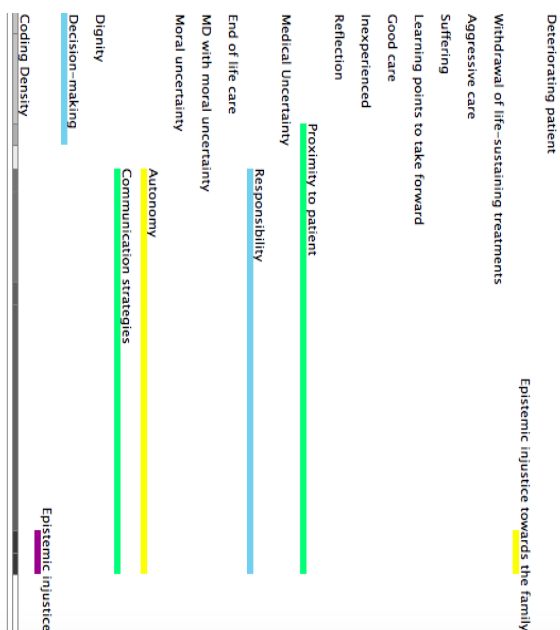 Deteriorating patient
Epistemic injustice towards the family
Withdrawal of life-sustaining treatments
Aggressive care
Suffering
Learning points to take forward
Good care
Inexperienced
Reflection
Proximity to patient
Medical Uncertainty
Responsibility
End of life care
MD with moral uncertainty
Moral uncertainty
Autonomy
Communication strategies
Dignity
Decision-making
Epistemic injustice
Coding Density